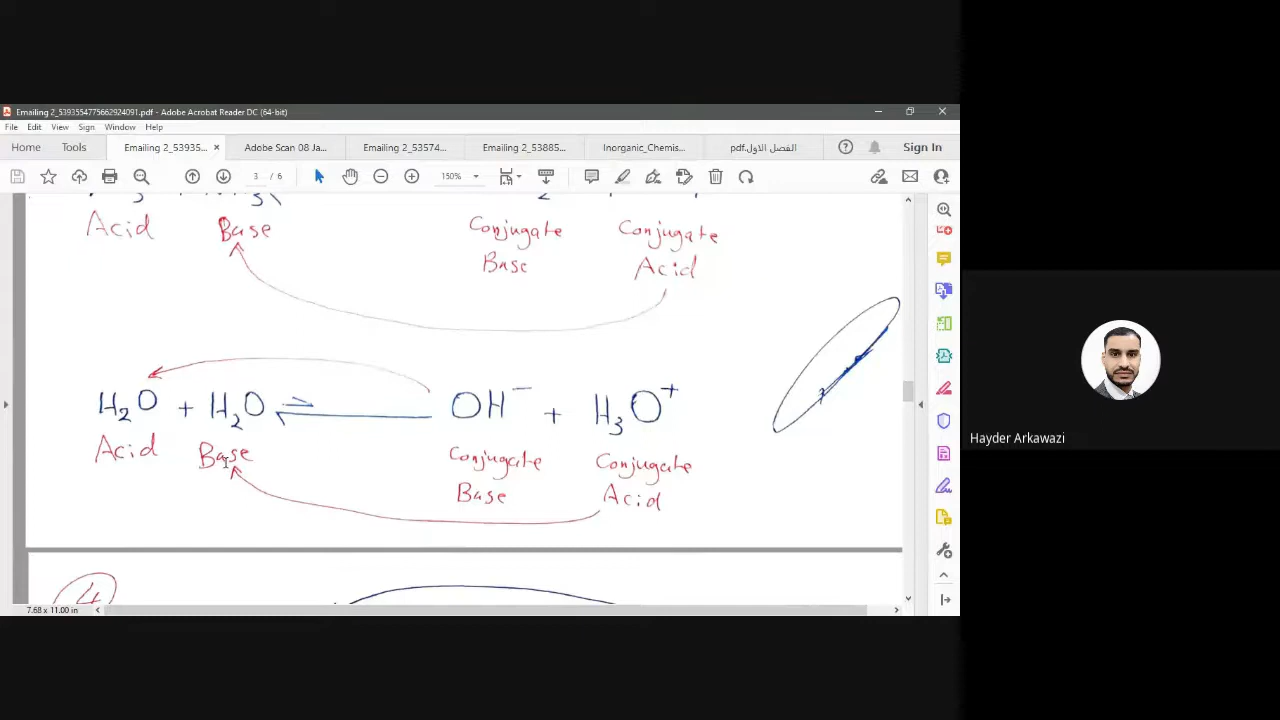 Emailing 2_5393554775662924091.pdf - Adobe Acrobat Reader DC (64-bit)
File Edit View Sign Window Help
Home Tools Emailing 2_53935... × Adobe Scan 08 Ja... Emailing 2_53574... Emailing 2_53885... Inorganic_Chemis... الفصل الاول.pdf Sign In
3 / 6 150%
Acid Base Conjugate Base Conjugate Acid
H₂O + H₂O ⇌ OH⁻ + H₃O⁺
Acid Base Conjugate Base Conjugate Acid
4
7.68 x 11.00 in
Hayder Arkawazi